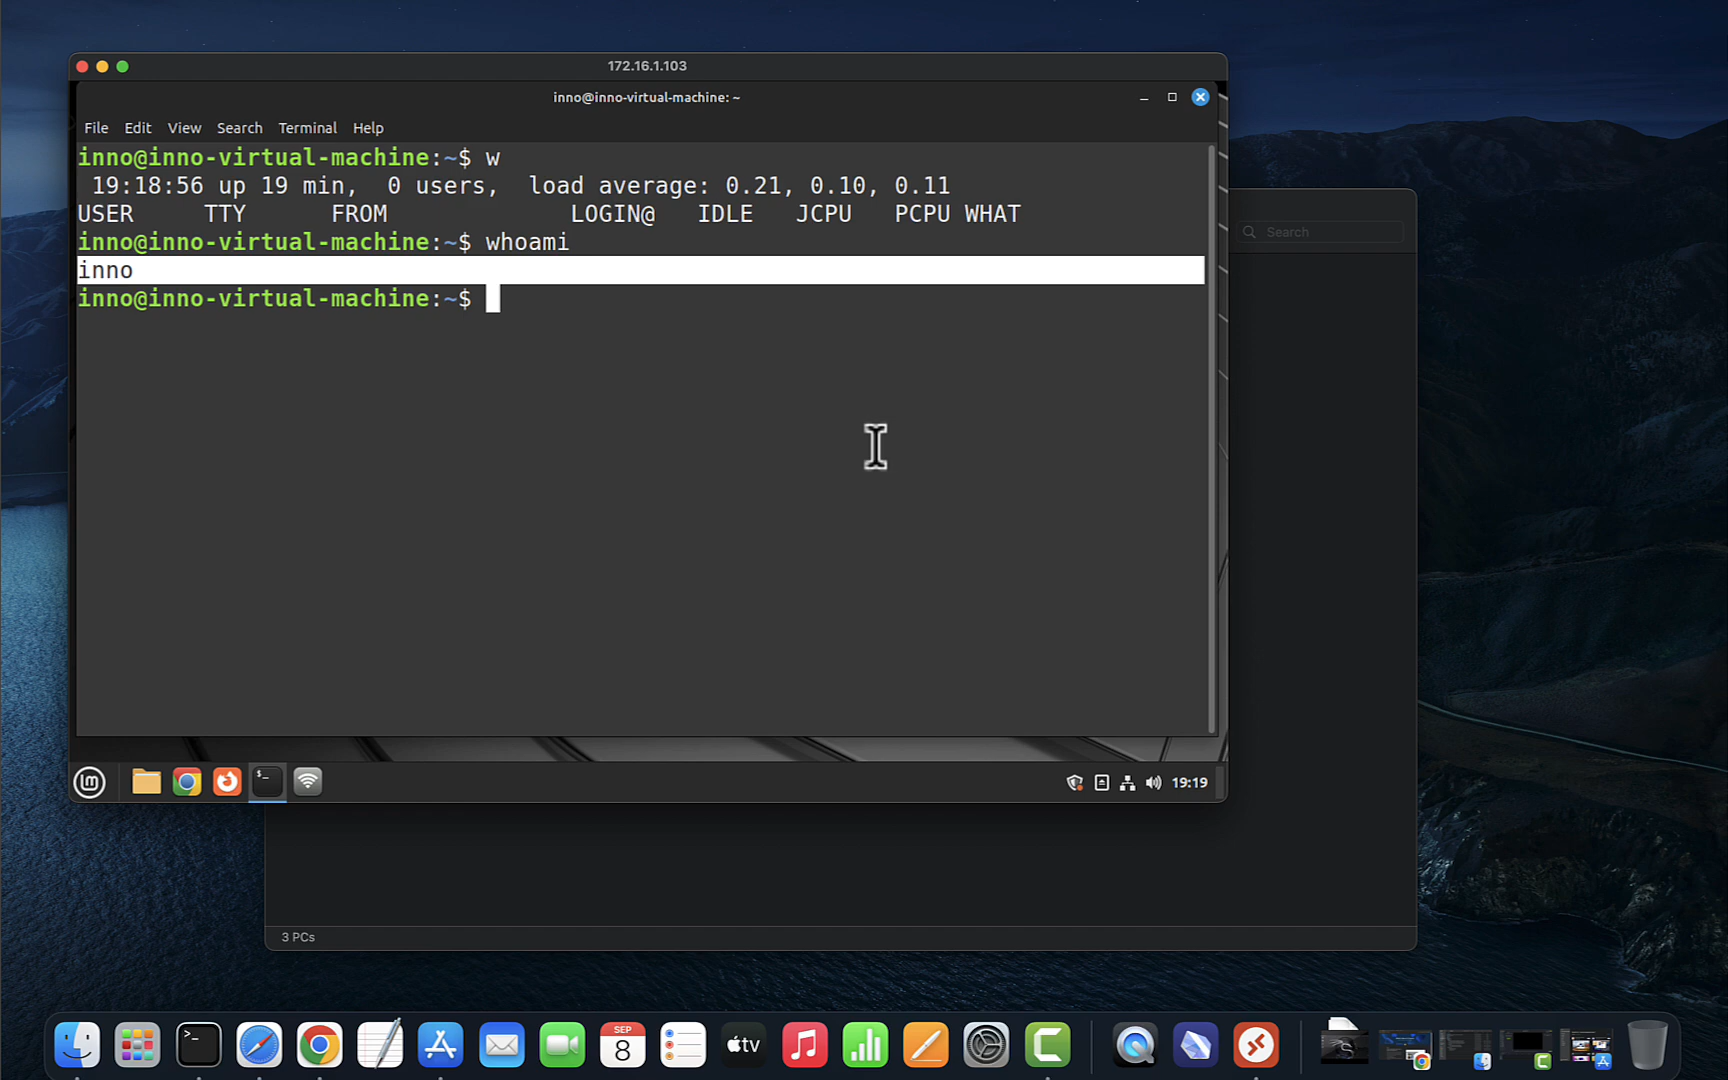 172.16.1.103
inno@inno-virtual-machine: ~
File Edit View Search Terminal Help
inno@inno-virtual-machine:~$ w
19:18:56 up 19 min,  0 users,  load average: 0.21, 0.10, 0.11
USER     TTY      FROM             LOGIN@   IDLE   JCPU   PCPU WHAT
inno@inno-virtual-machine:~$ whoami
inno
inno@inno-virtual-machine:~$
Search
19:19
3 PCs
SEP
8
tv